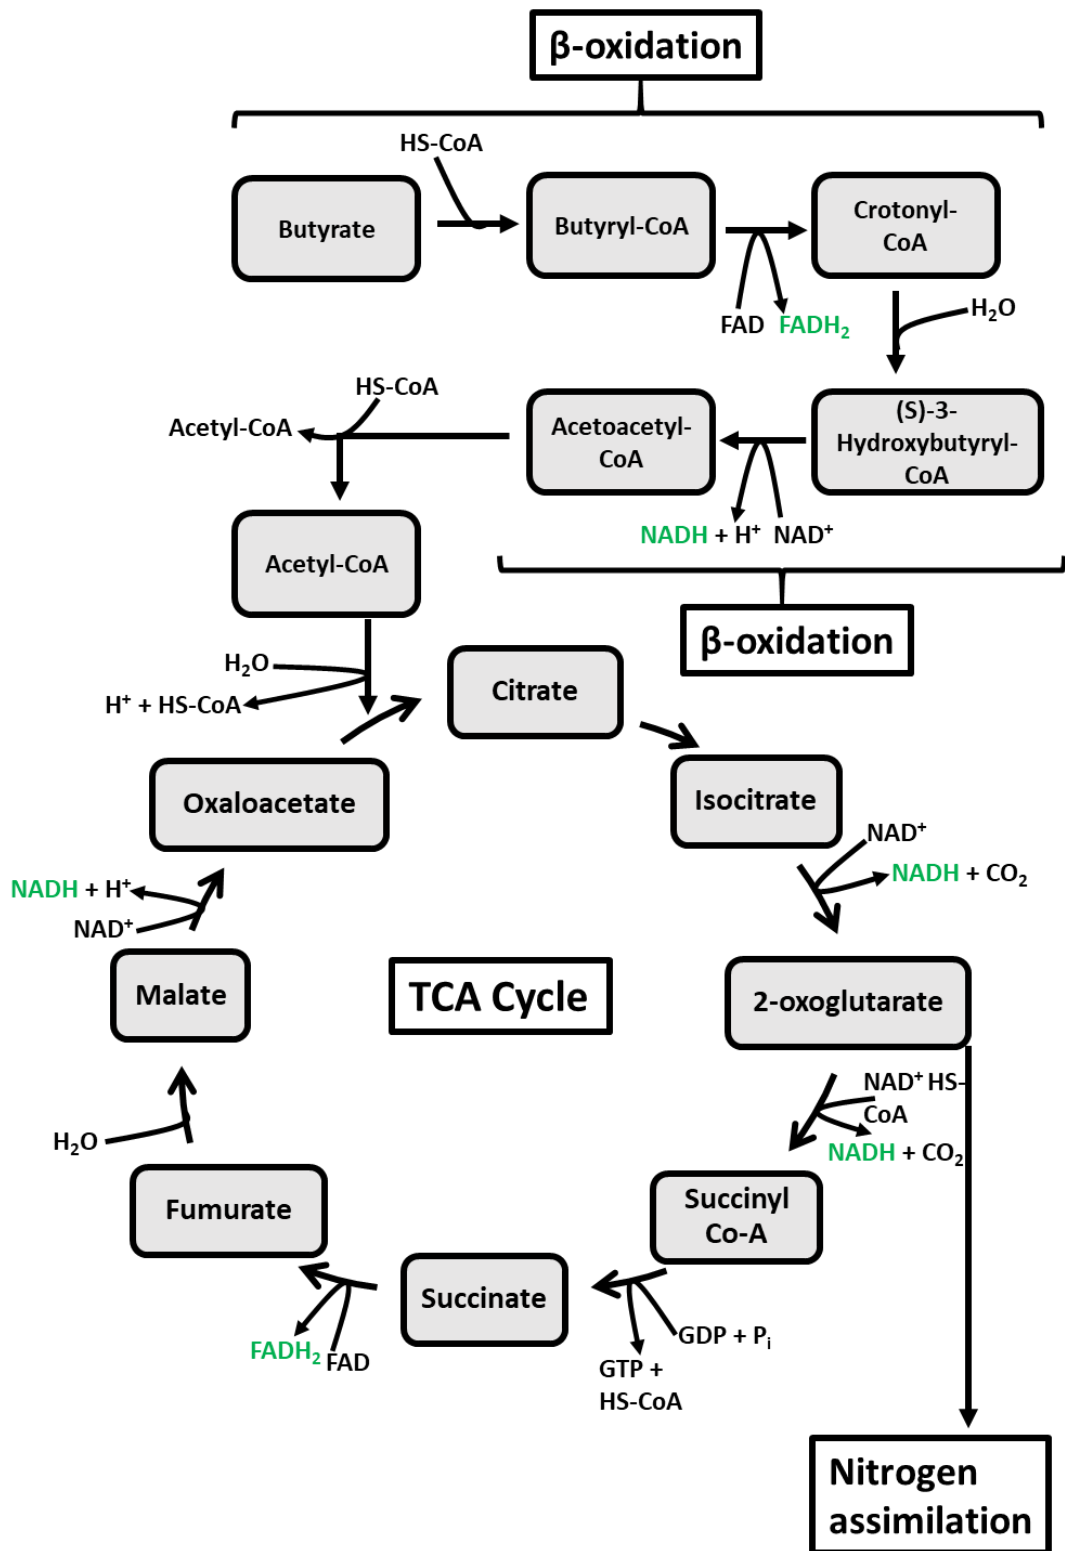 β-oxidation
HS-CoA
Butyrate
Butyryl-CoA
Crotonyl-
CoA
FAD FADH₂
H₂O
HS-CoA
Acetyl-CoA
Acetoacetyl-
CoA
(S)-3-
Hydroxybutyryl-
CoA
NADH + H⁺ NAD⁺
Acetyl-CoA
β-oxidation
H₂O
H⁺ + HS-CoA
Citrate
Oxaloacetate
Isocitrate
NAD⁺
NADH + CO₂
NADH + H⁺
NAD⁺
Malate
TCA Cycle
2-oxoglutarate
NAD⁺ HS-
CoA
NADH + CO₂
H₂O
Fumurate
Succinyl
Co-A
Succinate
GDP + Pᵢ
GTP +
HS-CoA
FADH₂ FAD
Nitrogen
assimilation